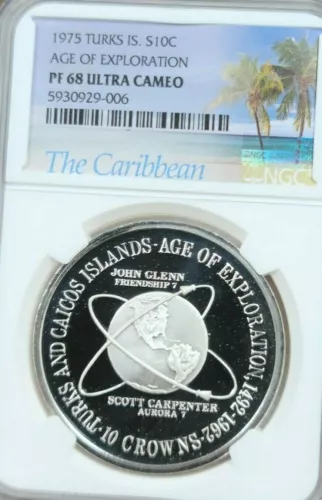 1975 TURKS IS. S10C
AGE OF EXPLORATION
PF 68 ULTRA CAMEO
5930929-006
The Caribbean
NGC
TURKS AND CAICOS ISLANDS·AGE OF EXPLORATION 1492-1962·10 CROWNS·
JOHN GLENN
FRIENDSHIP 7
SCOTT CARPENTER
AURORA 7